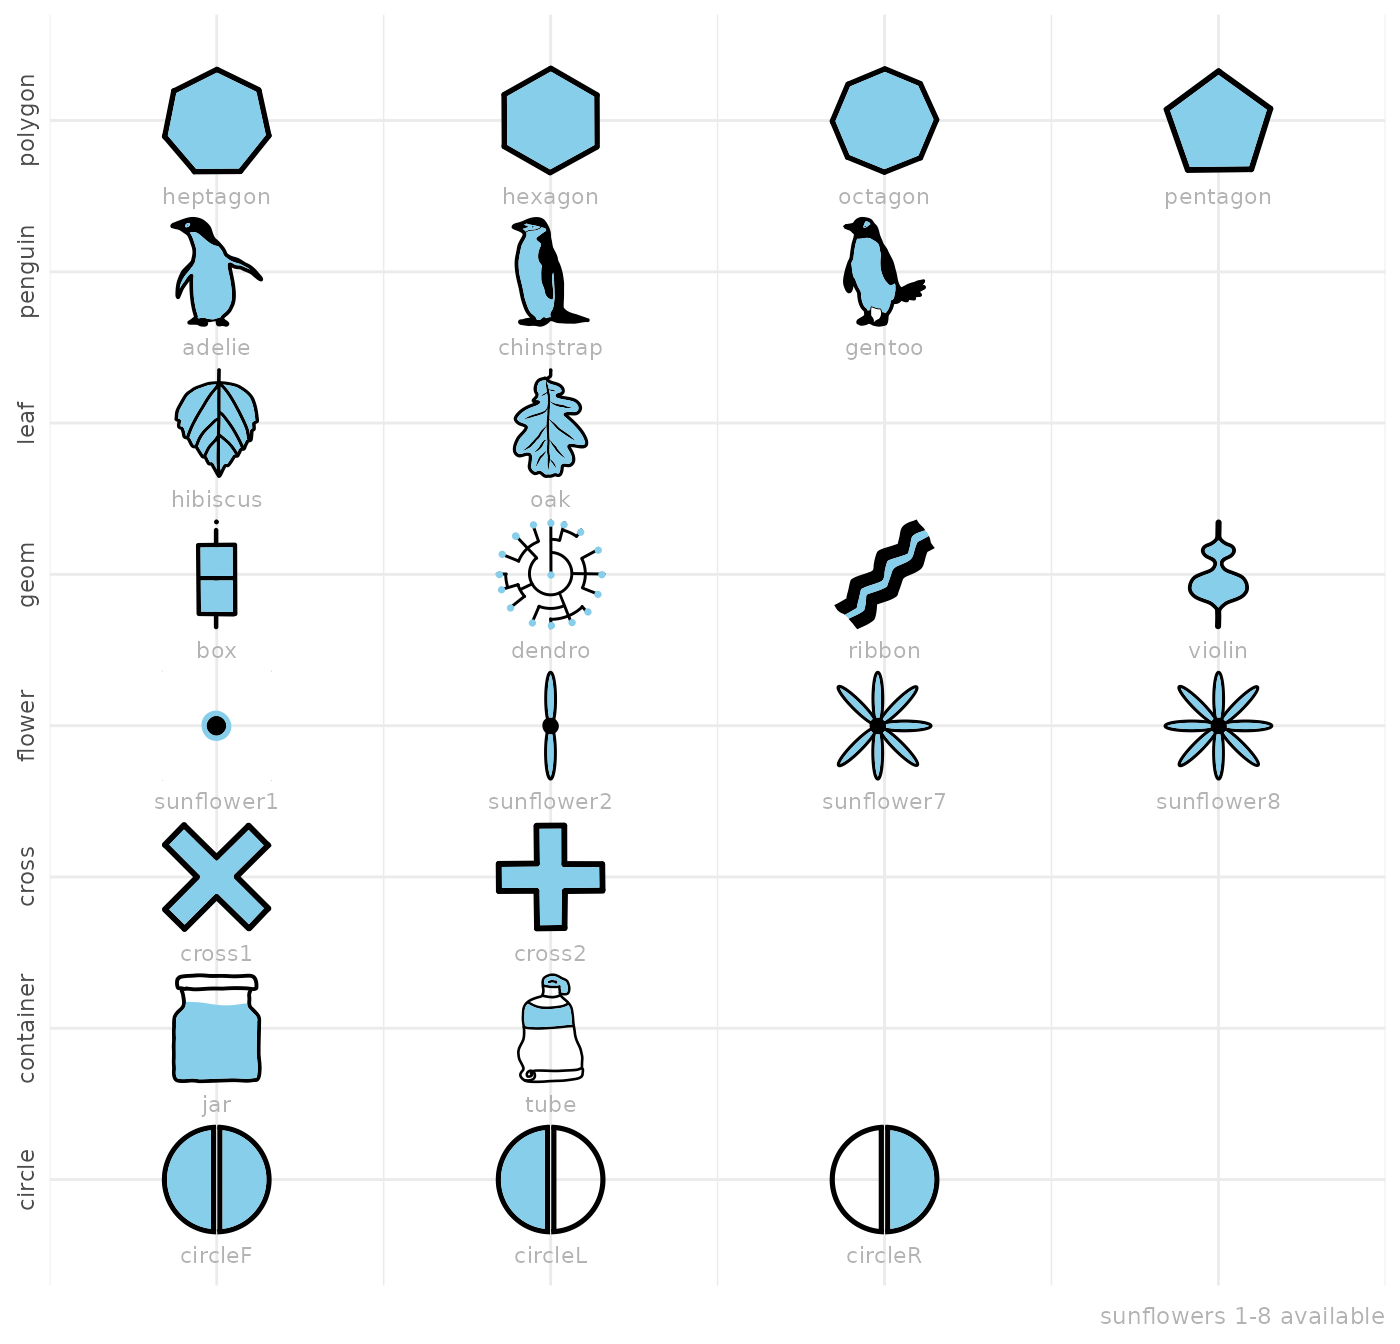 polygon
heptagon
hexagon
octagon
pentagon
penguin
adelie
chinstrap
gentoo
leaf
hibiscus
oak
geom
box
dendro
ribbon
violin
flower
sunflower1
sunflower2
sunflower7
sunflower8
cross
cross1
cross2
container
jar
tube
circle
circleF
circleL
circleR
sunflowers 1-8 available